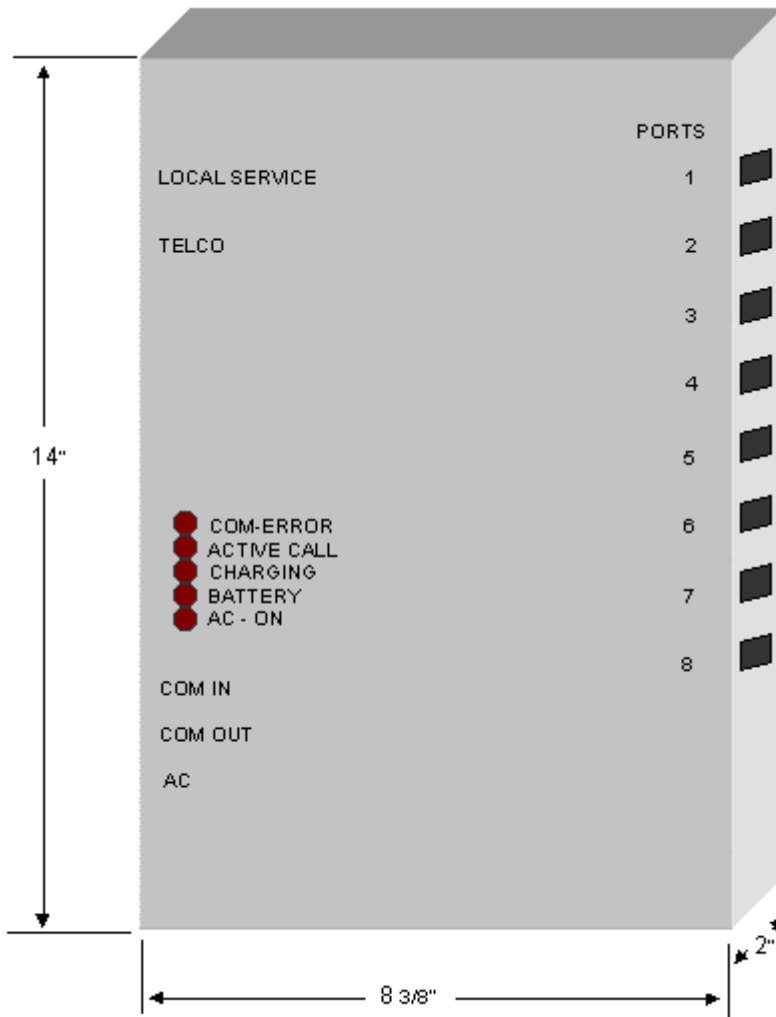 PORTS
LOCAL SERVICE
1
TELCO
2
3
4
14"
5
COM-ERROR
6
ACTIVE CALL
CHARGING
BATTERY
7
AC - ON
8
COM IN
COM OUT
AC
2"
8 3/8"